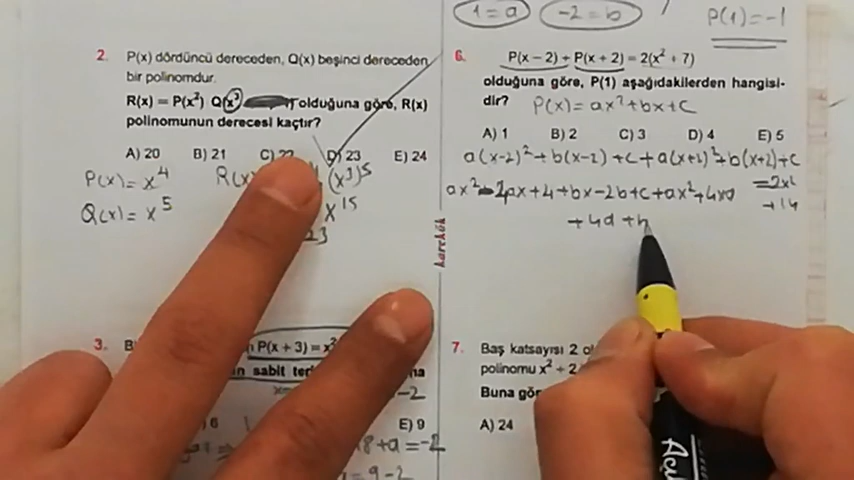 1 = a
-2 = b
P(1) = -1
2. P(x) dördüncü dereceden, Q(x) beşinci dereceden
bir polinomdur.
R(x) = P(x²) Q(x³) olduğuna göre, R(x)
polinomunun derecesi kaçtır?
A) 20 B) 21 C) 22 D) 23 E) 24
P(x) = x⁴ R(x) (x³)⁵
Q(x) = x⁵ x¹⁵
23
karekök
6. P(x – 2) + P(x + 2) = 2(x² + 7)
olduğuna göre, P(1) aşağıdakilerden hangisi-
dir? P(x) = ax² + bx + c
A) 1 B) 2 C) 3 D) 4 E) 5
a(x-2)² + b(x-2) + c + a(x+2)² + b(x+2) + c
= 2x²
+ 14
+ 4a + b
3. P(x + 3) = x²
sabit
-2
6 E) 9
8 + a = -2
9 - 2
7. Baş katsayısı 2
polinomu x² + 2
Buna gör
A) 24
Açı